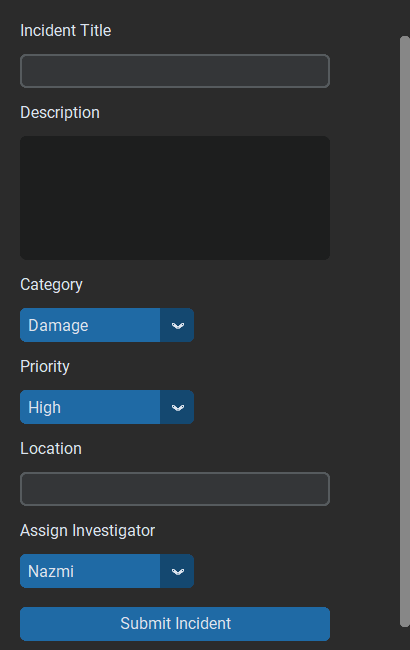 Incident Title
Description
Category
Damage
Priority
High
Location
Assign Investigator
Nazmi
Submit Incident